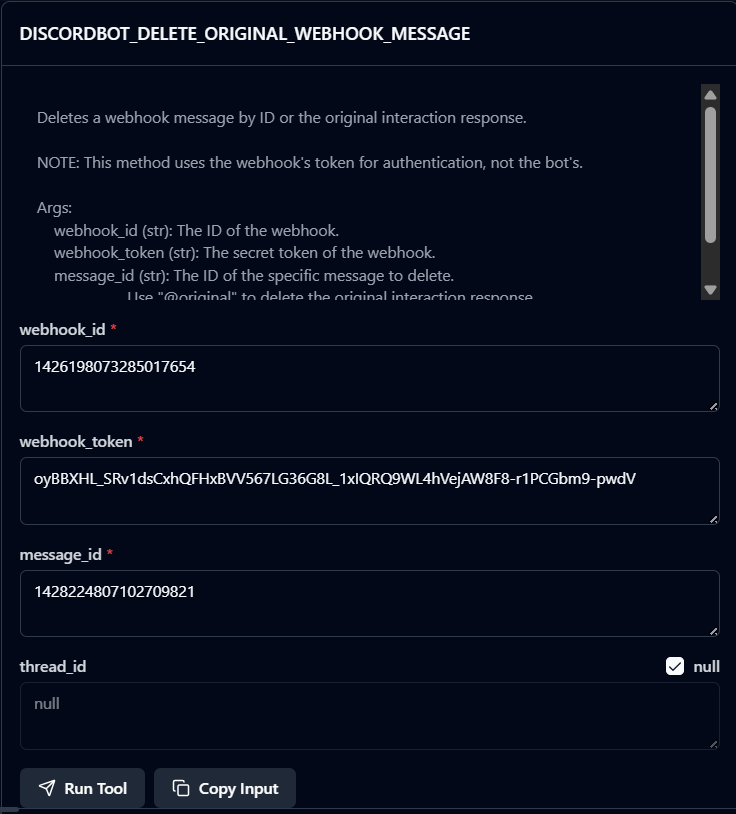 DISCORDBOT_DELETE_ORIGINAL_WEBHOOK_MESSAGE
Deletes a webhook message by ID or the original interaction response.
NOTE: This method uses the webhook's token for authentication, not the bot's.
Args:
webhook_id (str): The ID of the webhook.
webhook_token (str): The secret token of the webhook.
message_id (str): The ID of the specific message to delete.
Use "@original" to delete the original interaction response
webhook_id *
1426198073285017654
webhook_token *
oyBBXHL_SRv1dsCxhQFHxBVV567LG36G8L_1xIQRQ9WL4hVejAW8F8-r1PCGbm9-pwdV
message_id *
1428224807102709821
thread_id null
null
Run Tool Copy Input